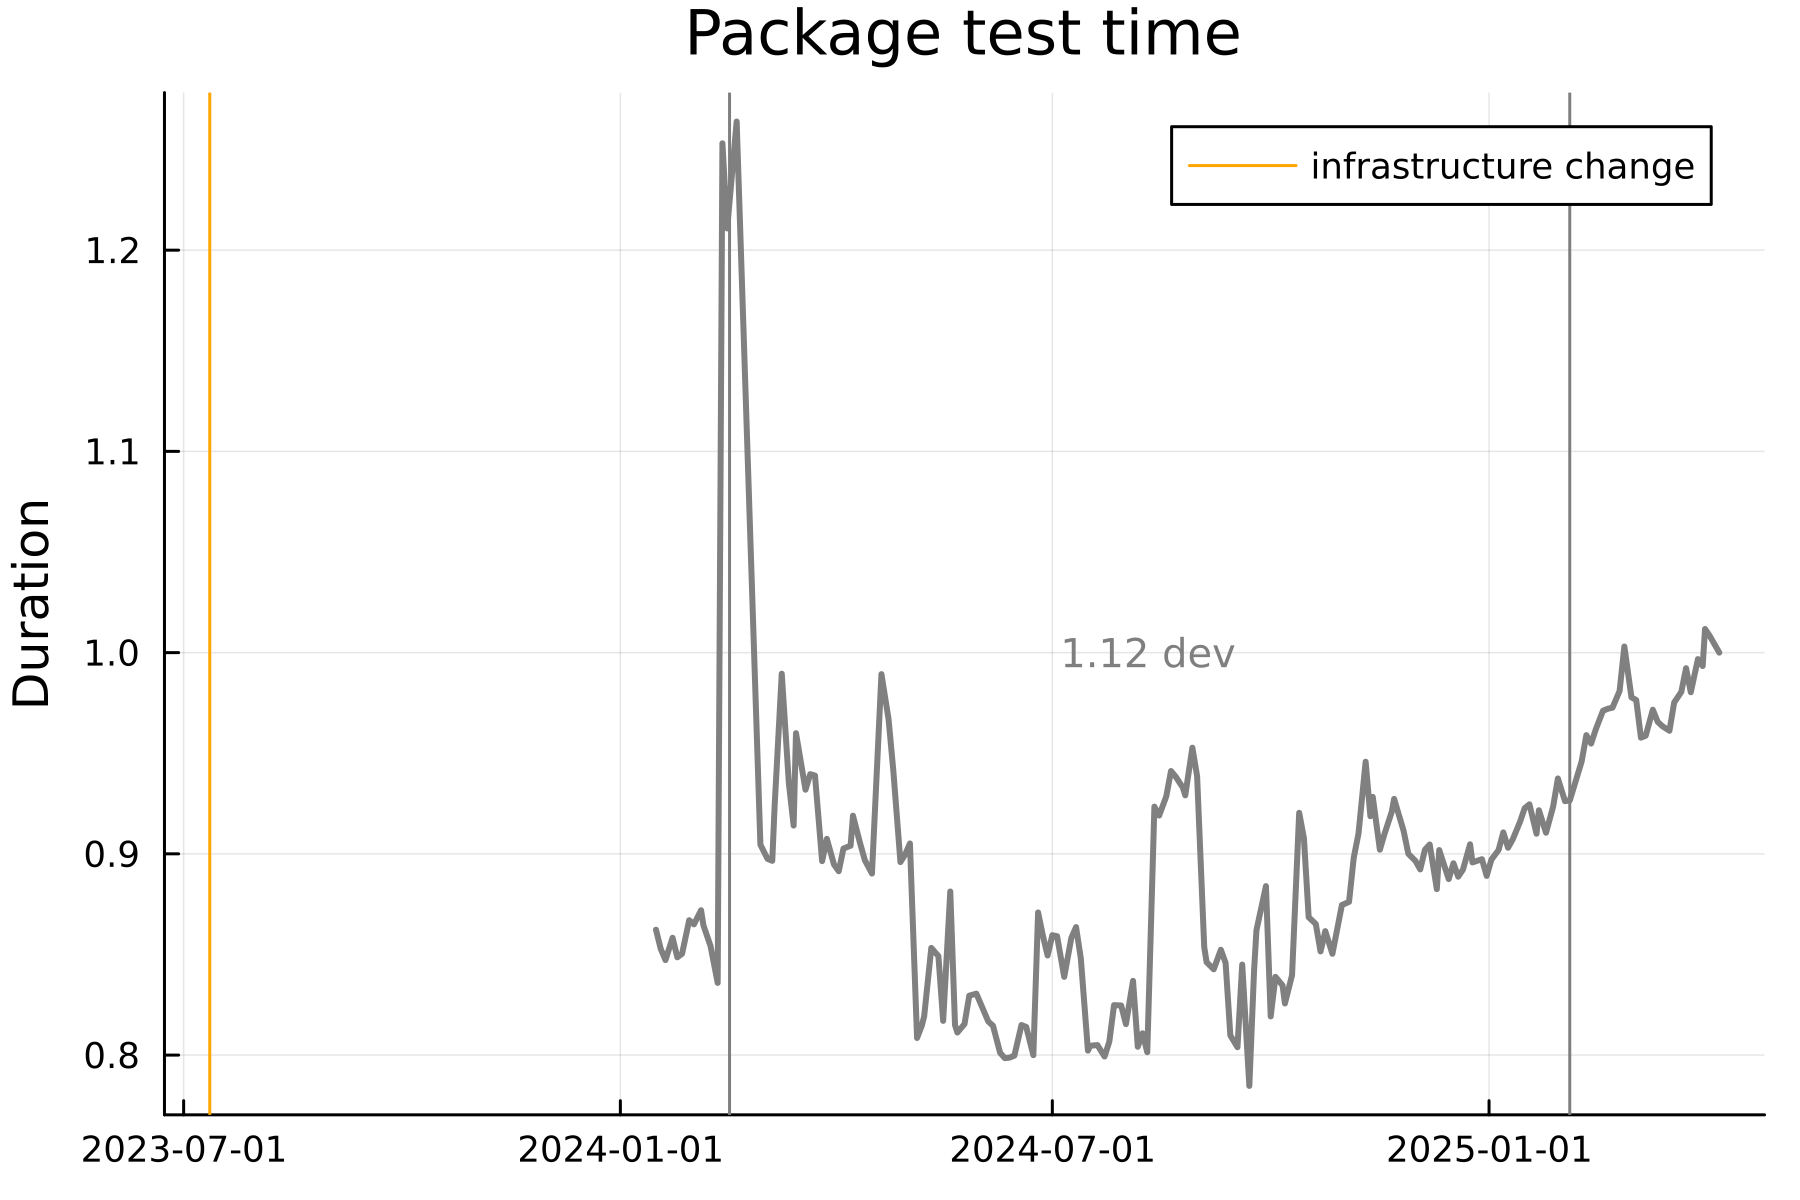 Package test time
infrastructure change
Duration
1.2
1.1
1.0
0.9
0.8
1.12 dev
2023-07-01
2024-01-01
2024-07-01
2025-01-01